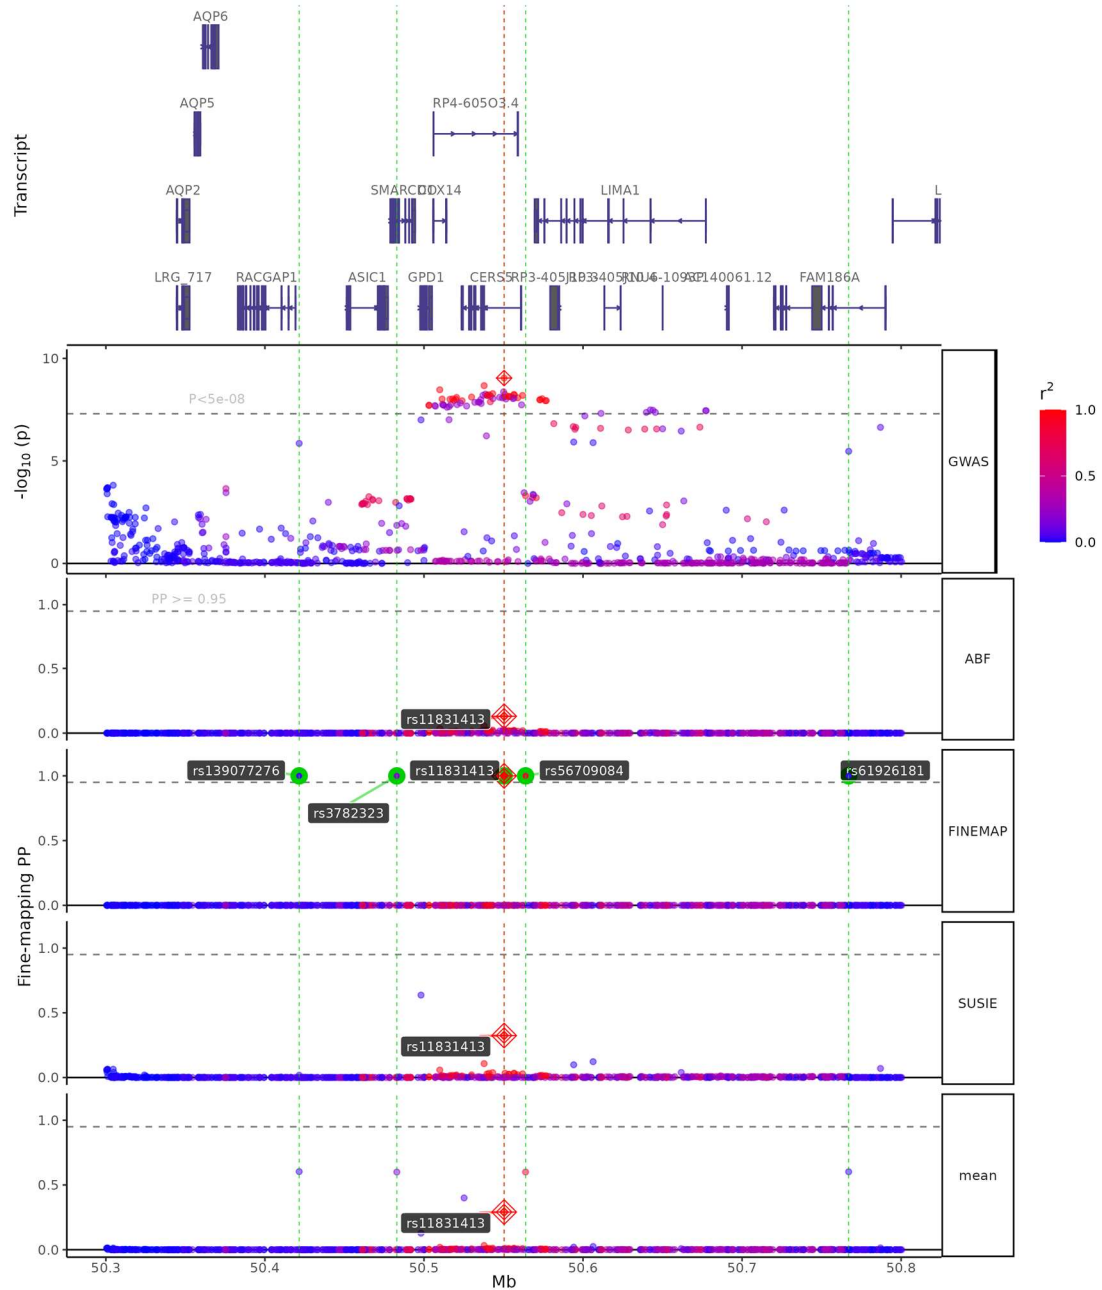 AQP6
AQP5
RP4-605O3.4
AQP2
SMARCD1
COX14
LIMA1
L
LRG_717
RACGAP1
ASIC1
GPD1
CERS5
FAM186A
Transcript
10
5
0
-log10 (p)
P<5e-08
GWAS
r2
1.0
0.5
0.0
1.0
0.5
0.0
PP >= 0.95
rs11831413
ABF
1.0
0.5
0.0
rs139077276
rs3782323
rs11831413
rs56709084
rs61926181
FINEMAP
Fine-mapping PP
1.0
0.5
0.0
rs11831413
SUSIE
1.0
0.5
0.0
rs11831413
mean
50.3
50.4
50.5
50.6
50.7
50.8
Mb